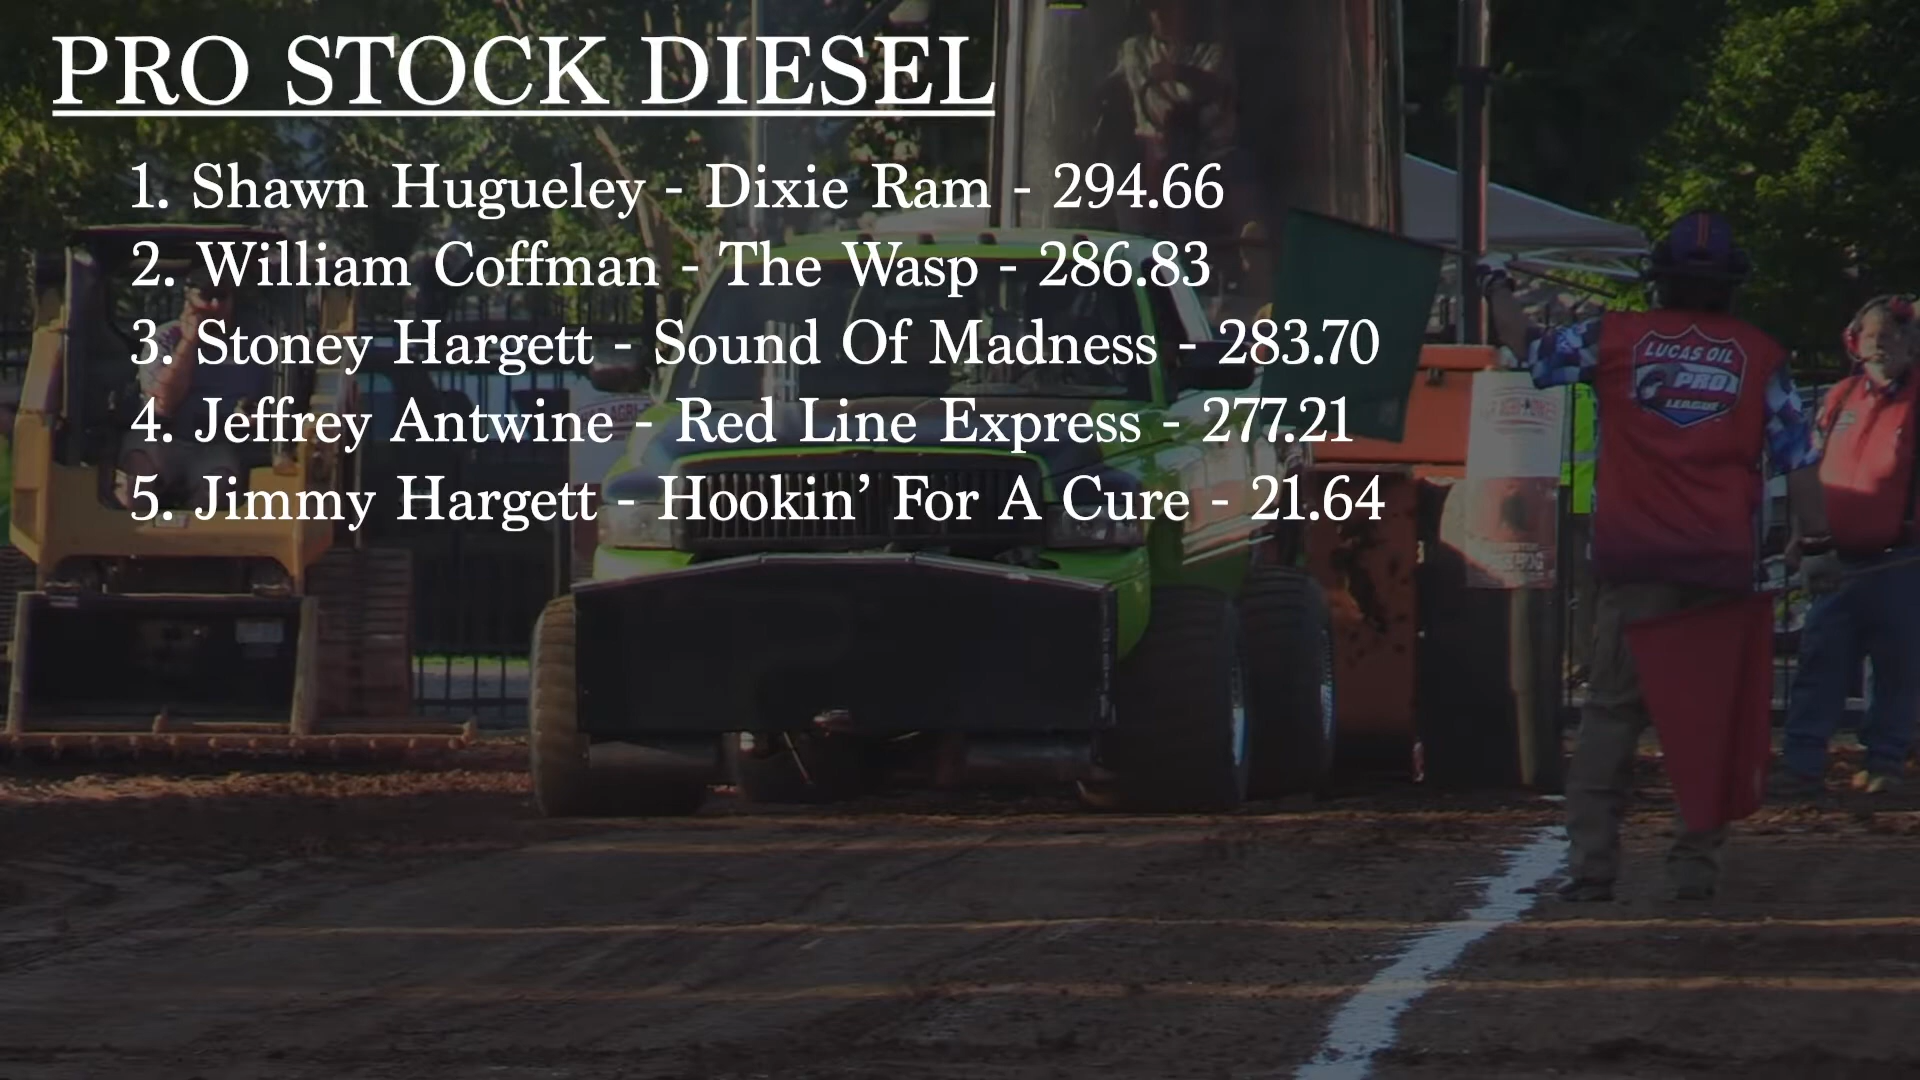 PRO STOCK DIESEL
1. Shawn Hugueley - Dixie Ram - 294.66
2. William Coffman - The Wasp - 286.83
3. Stoney Hargett - Sound Of Madness - 283.70
4. Jeffrey Antwine - Red Line Express - 277.21
5. Jimmy Hargett - Hookin’ For A Cure - 21.64
LUCAS OIL
PRO
LEAGUE